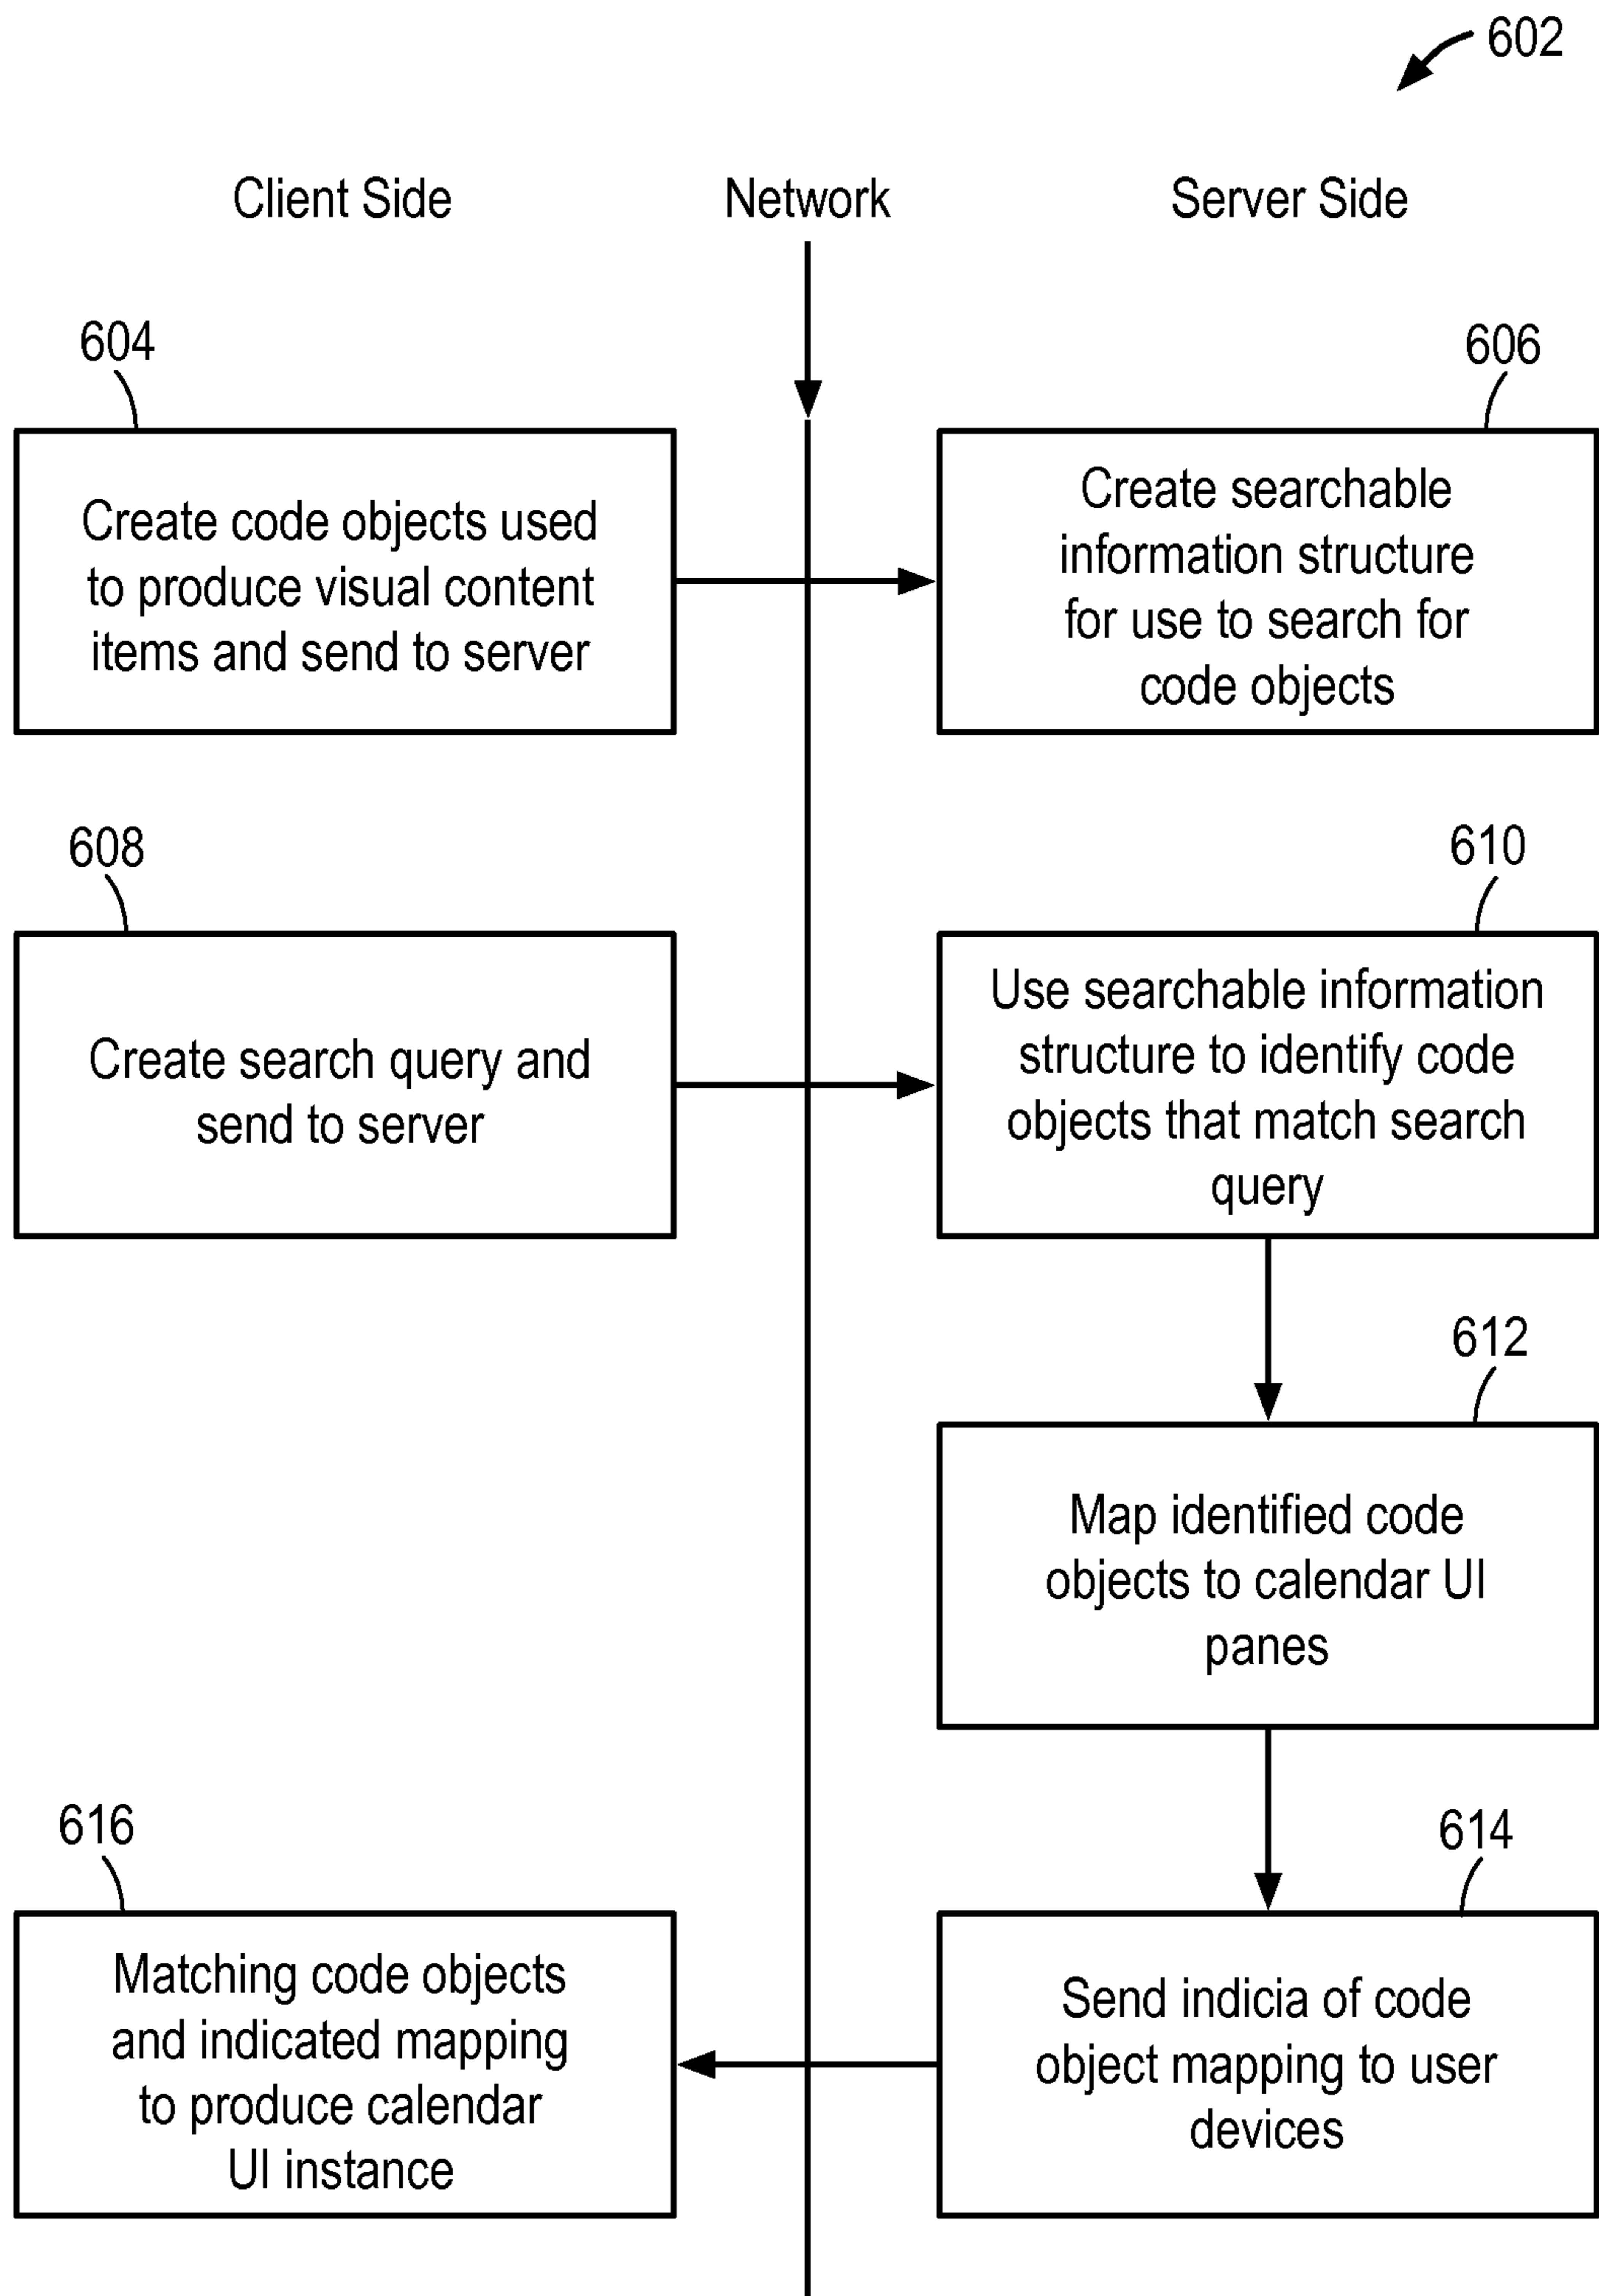 602
Client Side
Network
Server Side
604
606
Create code objects used
to produce visual content
items and send to server
Create searchable
information structure
for use to search for
code objects
608
610
Create search query and
send to server
Use searchable information
structure to identify code
objects that match search
query
612
Map identified code
objects to calendar UI
panes
616
614
Matching code objects
and indicated mapping
to produce calendar
UI instance
Send indicia of code
object mapping to user
devices